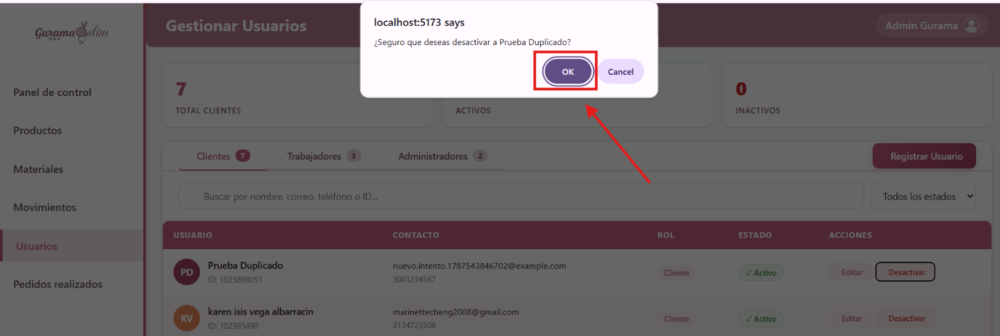 localhost:5173 says
¿Seguro que deseas desactivar a Prueba Duplicado?
OK
Cancel
Gurama Online
Gestionar Usuarios
Admin Gurama
Panel de control
Productos
Materiales
Movimientos
Usuarios
Pedidos realizados
7
TOTAL CLIENTES
ACTIVOS
0
INACTIVOS
Clientes 7
Trabajadores 3
Administradores 2
Registrar Usuario
Buscar por nombre, correo, teléfono o ID...
Todos los estados
USUARIO CONTACTO ROL ESTADO ACCIONES
PD Prueba Duplicado nuevo.intento.1787543846702@example.com Cliente ✓ Activo Editar Desactivar
ID: 1023898051 3001234567
KV karen isis vega albarracin marinettecheng2008@gmail.com Cliente ✓ Activo Editar Desactivar
ID: 102395490 3134725508